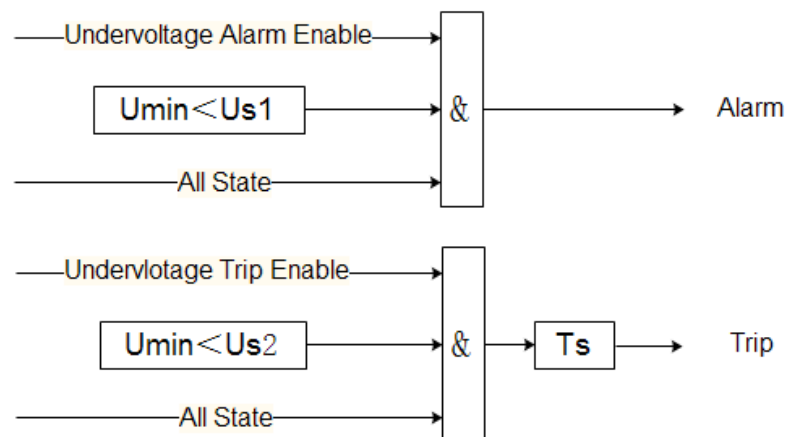 Undervoltage Alarm Enable
Umin<Us1
&
Alarm
All State
Undervlotage Trip Enable
Umin<Us2
&
Ts
Trip
All State